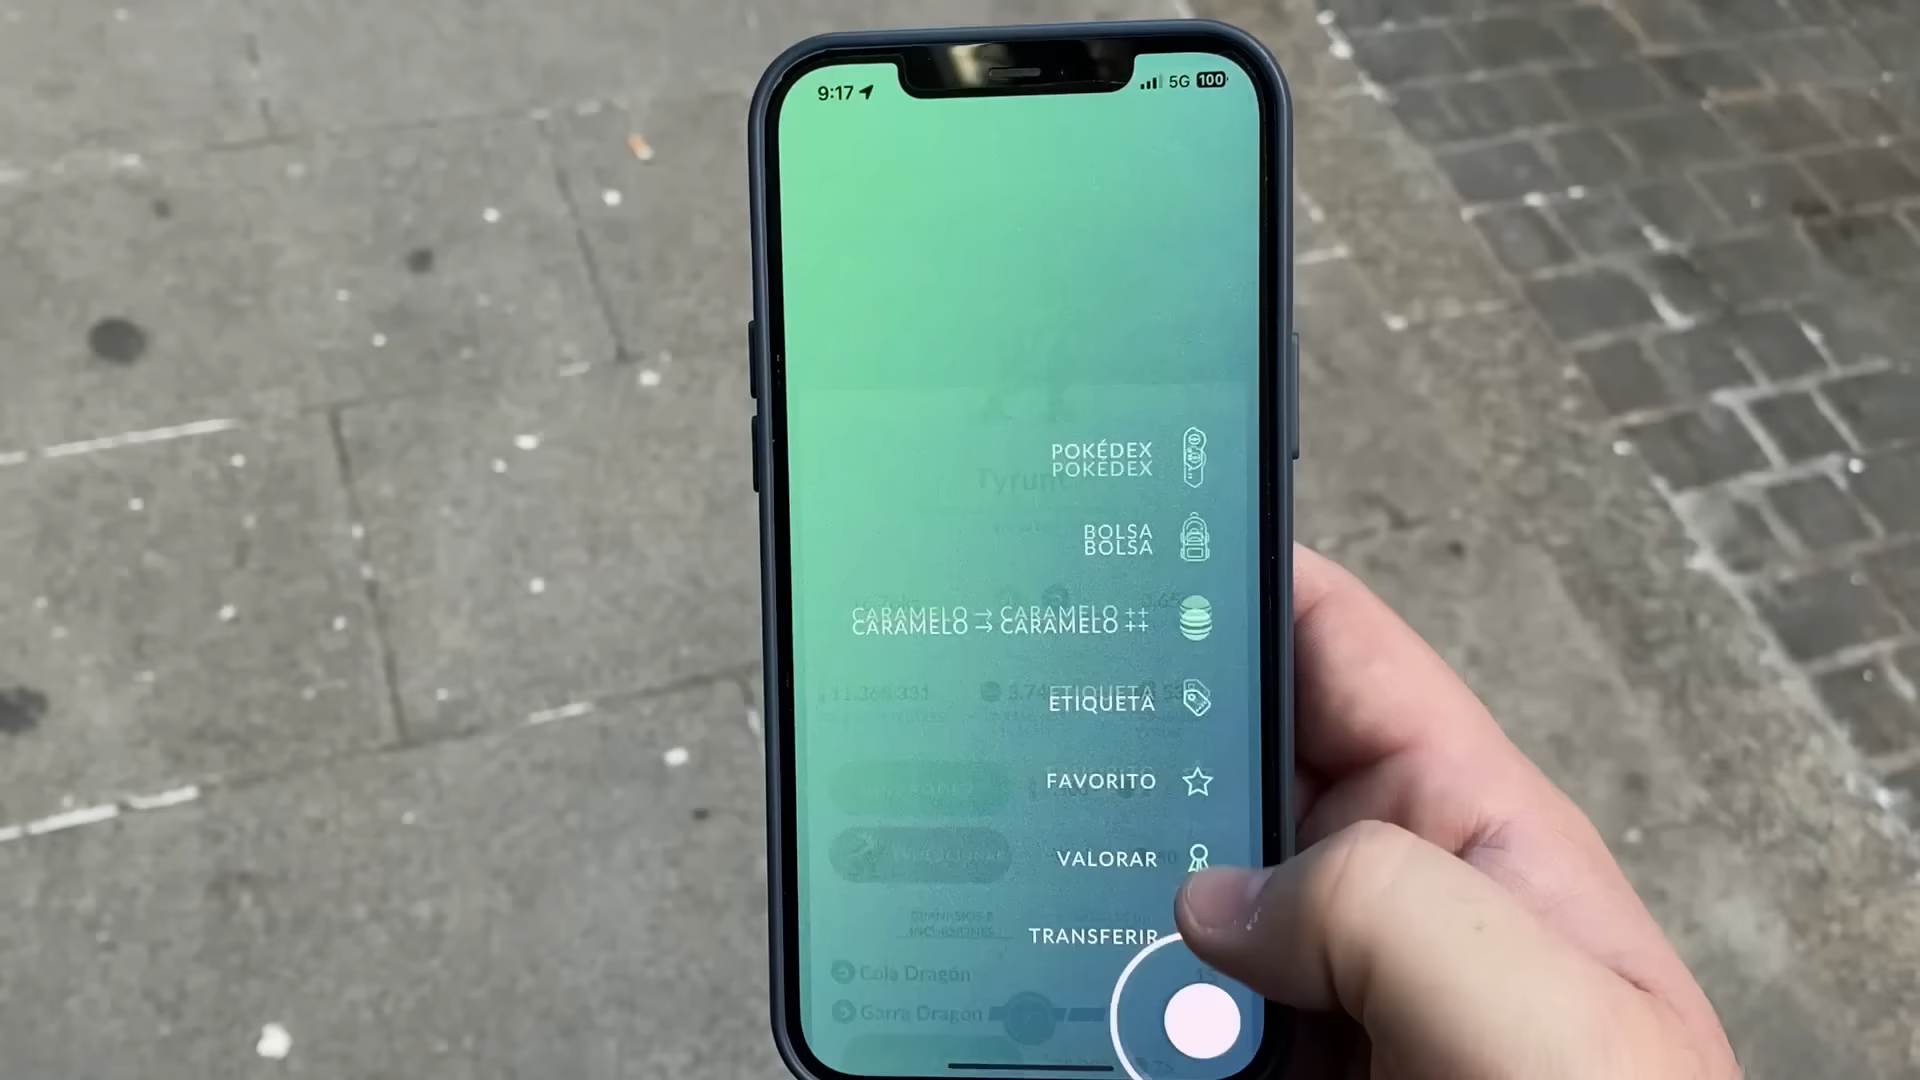 9:17
5G 100
POKÉDEX
POKÉDEX
BOLSA
BOLSA
CARAMELO → CARAMELO ++
CARAMELO → CARAMELO ++
ETIQUETA
FAVORITO
VALORAR
TRANSFERIR
Cola Dragón
15
Garra Dragón